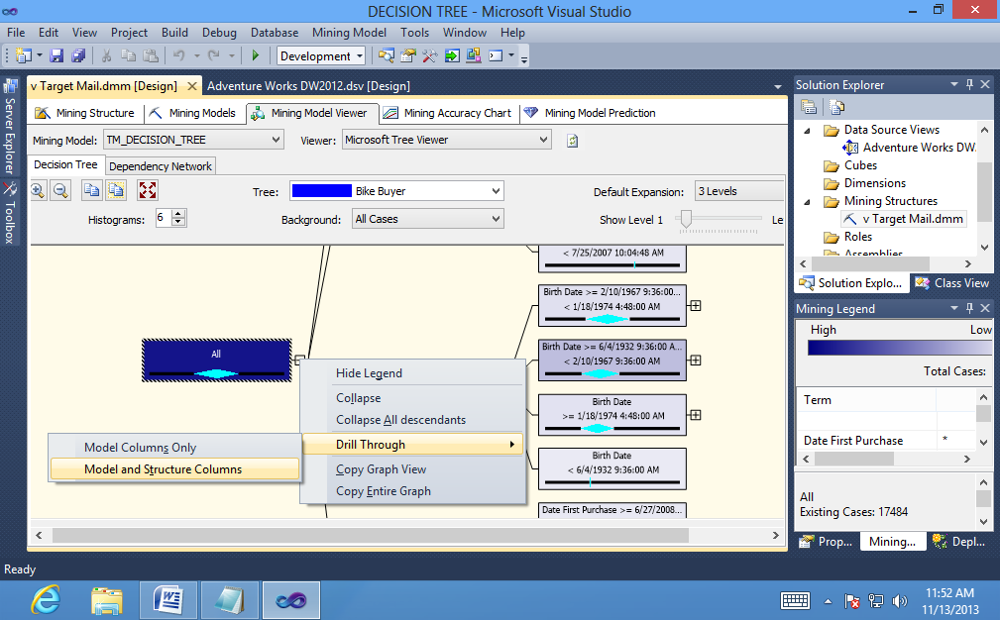 DECISION TREE - Microsoft Visual Studio
File Edit View Project Build Debug Database Mining Model Tools Window Help
Development
Server Explorer
Toolbox
v Target Mail.dmm [Design] Adventure Works DW2012.dsv [Design]
Mining Structure Mining Models Mining Model Viewer Mining Accuracy Chart Mining Model Prediction
Mining Model: TM_DECISION_TREE Viewer: Microsoft Tree Viewer
Decision Tree Dependency Network
Tree: Bike Buyer Default Expansion: 3 Levels
Histograms: 6 Background: All Cases Show Level 1 Le
< 7/25/2007 10:04:48 AM
Birth Date >= 2/10/1967 9:36:00...
< 1/18/1974 4:48:00 AM
All
Birth Date >= 6/4/1932 9:36:00 A...
< 2/10/1967 9:36:00 AM
Birth Date
>= 1/18/1974 4:48:00 AM
Birth Date
< 6/4/1932 9:36:00 AM
Date First Purchase >= 6/27/2008...
Hide Legend
Collapse
Collapse All descendants
Drill Through
Copy Graph View
Copy Entire Graph
Model Columns Only
Model and Structure Columns
Solution Explorer
Data Source Views
Adventure Works DW.
Cubes
Dimensions
Mining Structures
v Target Mail.dmm
Roles
Assemblies
Solution Explo... Class View
Mining Legend
High Low
Total Cases:
Term
Date First Purchase *
All
Existing Cases: 17484
Prop... Mining... Depl...
Ready
11:52 AM
11/13/2013